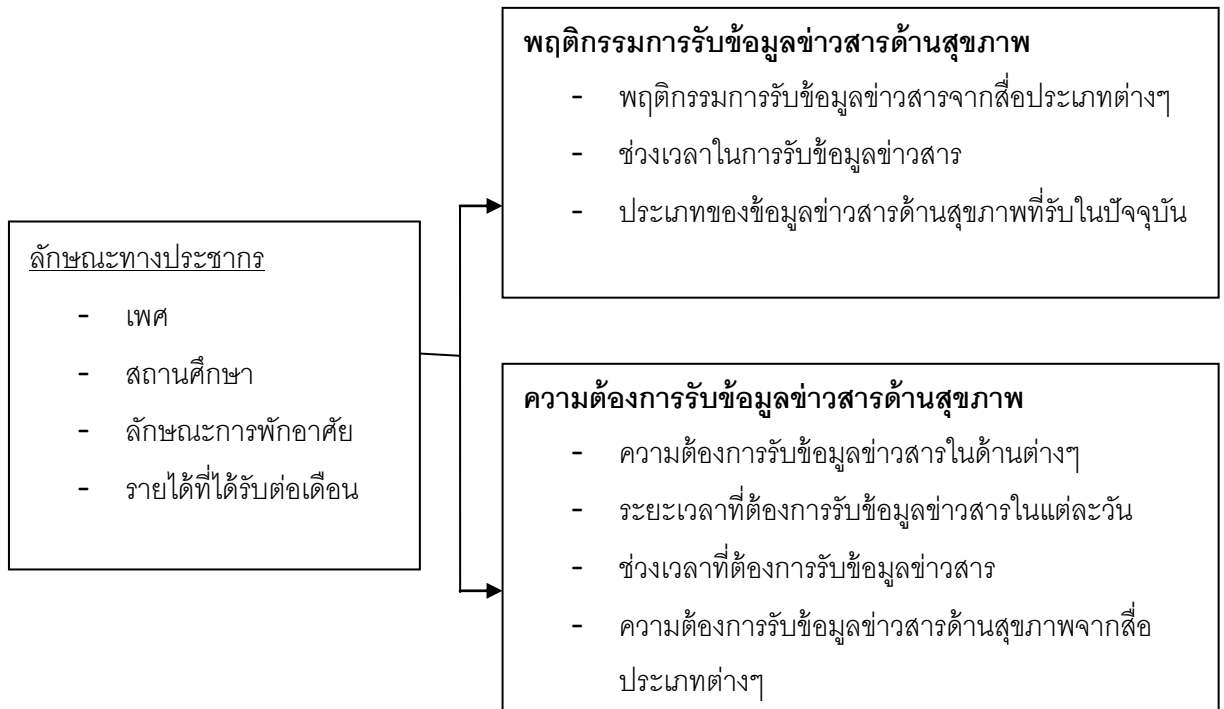 พฤติกรรมการรับข้อมูลข่าวสารด้านสุขภาพ
- พฤติกรรมการรับข้อมูลข่าวสารจากสื่อประเภทต่างๆ
- ช่วงเวลาในการรับข้อมูลข่าวสาร
- ประเภทของข้อมูลข่าวสารด้านสุขภาพที่รับในปัจจุบัน
ลักษณะทางประชากร
- เพศ
- สถานศึกษา
- ลักษณะการพักอาศัย
- รายได้ที่ได้รับต่อเดือน
ความต้องการรับข้อมูลข่าวสารด้านสุขภาพ
- ความต้องการรับข้อมูลข่าวสารในด้านต่างๆ
- ระยะเวลาที่ต้องการรับข้อมูลข่าวสารในแต่ละวัน
- ช่วงเวลาที่ต้องการรับข้อมูลข่าวสาร
- ความต้องการรับข้อมูลข่าวสารด้านสุขภาพจากสื่อ
ประเภทต่างๆ